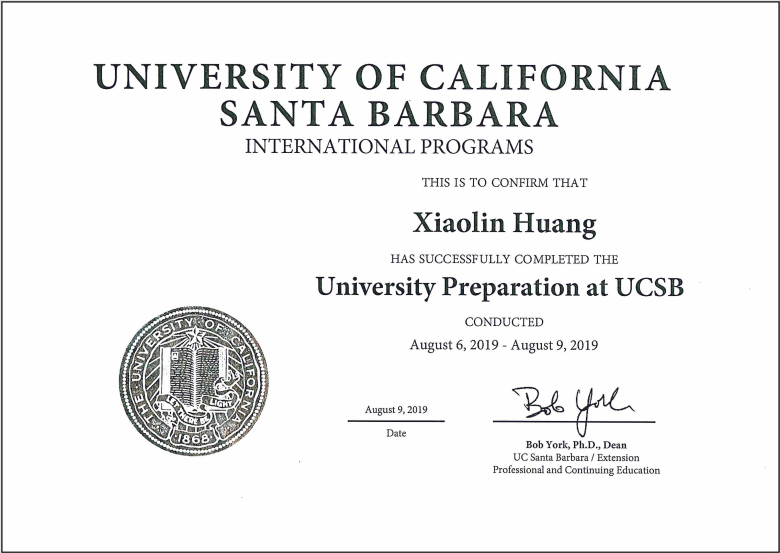 UNIVERSITY OF CALIFORNIA
SANTA BARBARA
INTERNATIONAL PROGRAMS
THIS IS TO CONFIRM THAT
Xiaolin Huang
HAS SUCCESSFULLY COMPLETED THE
University Preparation at UCSB
CONDUCTED
August 6, 2019 - August 9, 2019
THE UNIVERSITY OF CALIFORNIA
LET THERE BE
LIGHT
1868
August 9, 2019
Date
Bob York
Bob York, Ph.D., Dean
UC Santa Barbara / Extension
Professional and Continuing Education